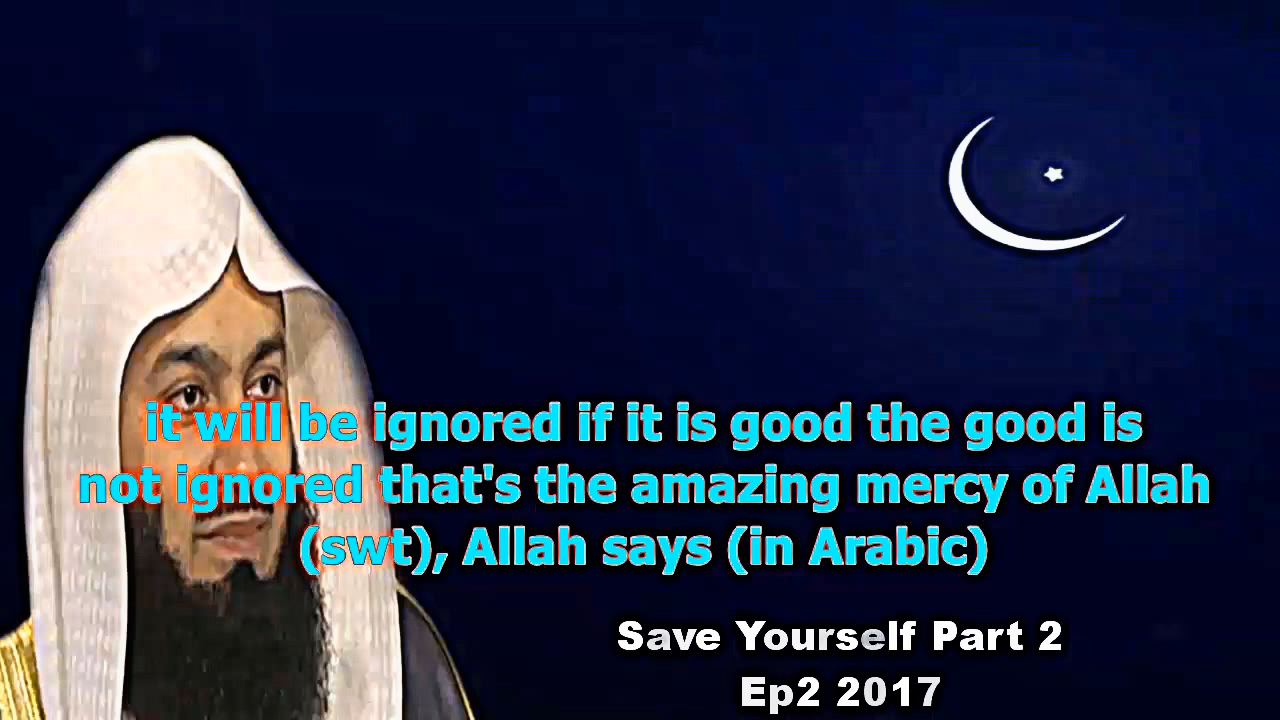 it will be ignored if it is good the good is
not ignored that's the amazing mercy of Allah
(swt), Allah says (in Arabic)
Save Yourself Part 2
Ep2 2017